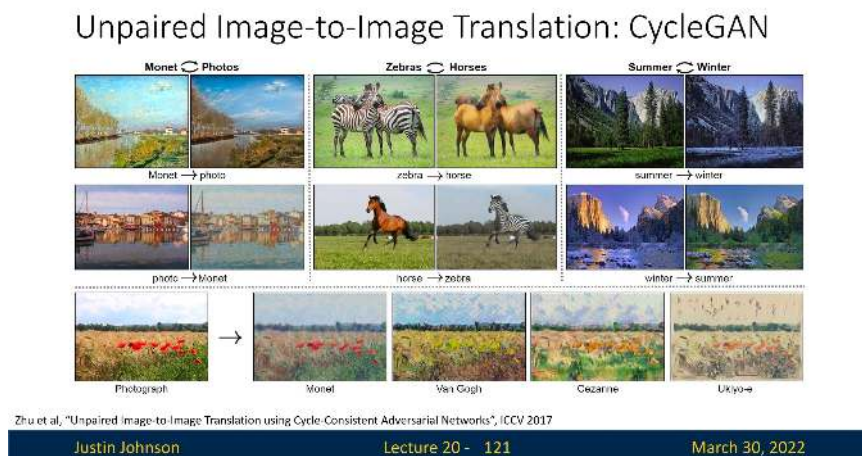 Unpaired Image-to-Image Translation: CycleGAN
Monet Photos
Zebras Horses
Summer Winter
Monet → photo
zebra → horse
summer → winter
photo → Monet
horse → zebra
winter → summer
→
Photograph
Monet
Van Gogh
Cezanne
Ukiyo-e
Zhu et al, "Unpaired Image-to-Image Translation using Cycle-Consistent Adversarial Networks", ICCV 2017
Justin Johnson
Lecture 20 - 121
March 30, 2022